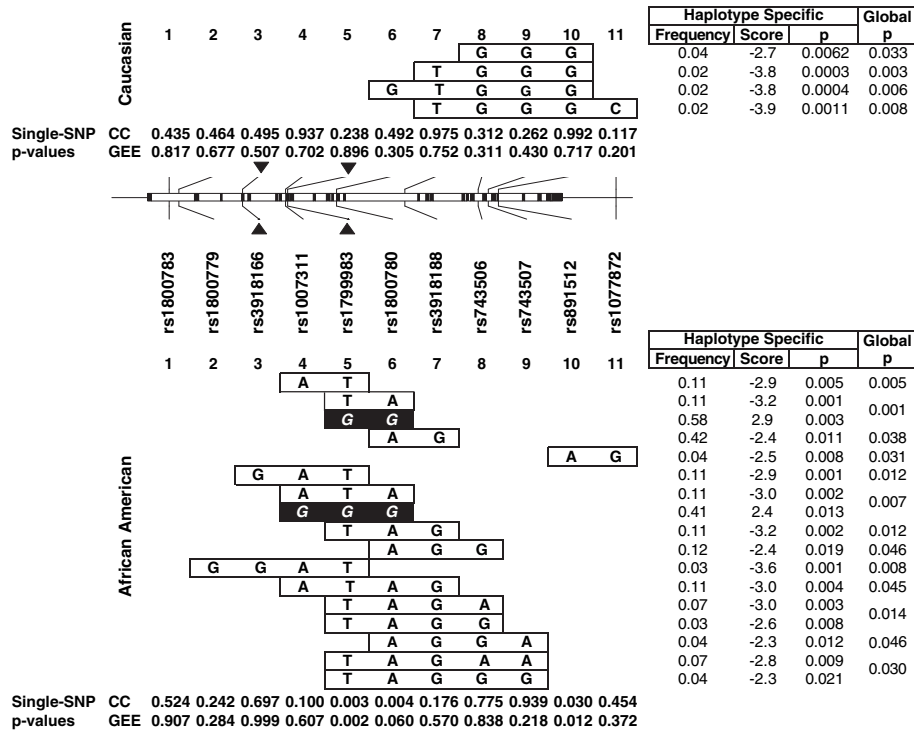 Haplotype Specific Global
Frequency Score p p
Caucasian
1 2 3 4 5 6 7 8 9 10 11
G G G 0.04 -2.7 0.0062 0.033
T G G G 0.02 -3.8 0.0003 0.003
G T G G G 0.02 -3.8 0.0004 0.006
T G G G C 0.02 -3.9 0.0011 0.008
Single-SNP CC 0.435 0.464 0.495 0.937 0.238 0.492 0.975 0.312 0.262 0.992 0.117
p-values GEE 0.817 0.677 0.507 0.702 0.896 0.305 0.752 0.311 0.430 0.717 0.201
rs1800783
rs1800779
rs3918166
rs1007311
rs1799983
rs1800780
rs3918188
rs743506
rs743507
rs891512
rs1077872
Haplotype Specific Global
Frequency Score p p
1 2 3 4 5 6 7 8 9 10 11
African American
A T 0.11 -2.9 0.005 0.005
T A 0.11 -3.2 0.001 0.001
G G 0.58 2.9 0.003
A G 0.42 -2.4 0.011 0.038
A G 0.04 -2.5 0.008 0.031
G A T 0.11 -2.9 0.001 0.012
A T A 0.11 -3.0 0.002 0.007
G G G 0.41 2.4 0.013
T A G 0.11 -3.2 0.002 0.012
A G G 0.12 -2.4 0.019 0.046
G G A T 0.03 -3.6 0.001 0.008
A T A G 0.11 -3.0 0.004 0.045
T A G A 0.07 -3.0 0.003 0.014
T A G G 0.03 -2.6 0.008
A G G A 0.04 -2.3 0.012 0.046
T A G A A 0.07 -2.8 0.009 0.030
T A G G G 0.04 -2.3 0.021
Single-SNP CC 0.524 0.242 0.697 0.100 0.003 0.004 0.176 0.775 0.939 0.030 0.454
p-values GEE 0.907 0.284 0.999 0.607 0.002 0.060 0.570 0.838 0.218 0.012 0.372